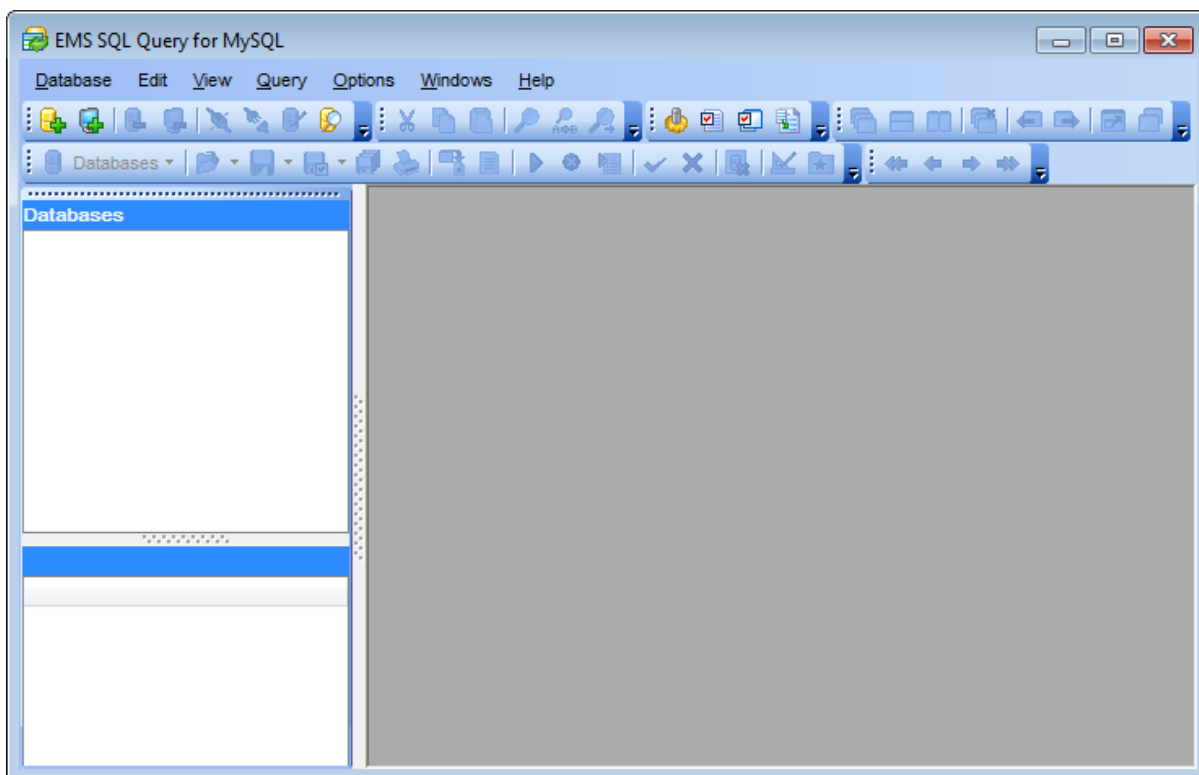 EMS SQL Query for MySQL
Database Edit View Query Options Windows Help
Databases
Databases